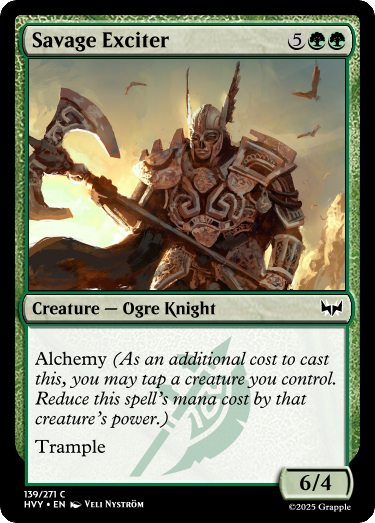 Savage Exciter 5
Creature — Ogre Knight
Alchemy (As an additional cost to cast
this, you may tap a creature you control.
Reduce this spell's mana cost by that
creature's power.)
Trample
6/4
139/271 C
HVY • EN VELI NYSTRÖM
©2025 Grapple